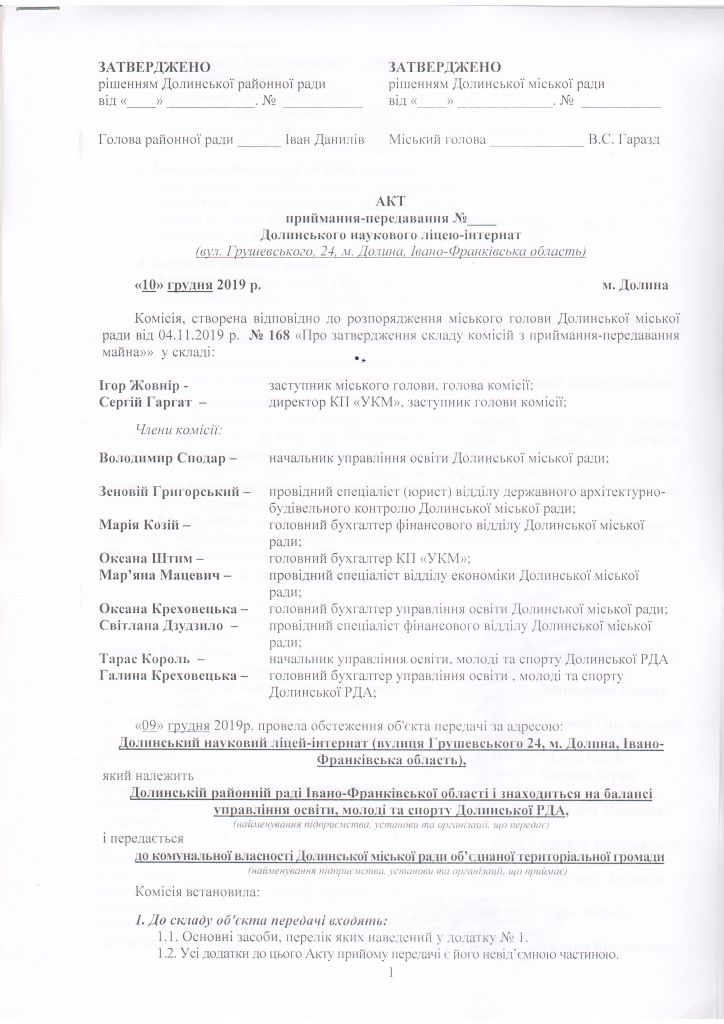 ЗАТВЕРДЖЕНО
рішенням Долинської районної ради
від «____» _____________. № ___________
Голова районної ради ______ Іван Данилів
ЗАТВЕРДЖЕНО
рішенням Долинської міської ради
від «____» ______________. № ___________
Міський голова _____________ В.С. Гаразд
АКТ
приймання-передавання №____
Долинського наукового ліцею-інтернат
(вул. Грушевського, 24, м. Долина, Івано-Франківська область)
«10» грудня 2019 р. м. Долина
Комісія, створена відповідно до розпорядження міського голови Долинської міської
ради від 04.11.2019 р. № 168 «Про затвердження складу комісій з приймання-передавання
майна»» у складі:
Ігор Жовнір - заступник міського голови, голова комісії;
Сергій Гаргат – директор КП «УКМ», заступник голови комісії;
Члени комісії:
Володимир Сподар – начальник управління освіти Долинської міської ради;
Зеновій Григорський – провідний спеціаліст (юрист) відділу державного архітектурно-
будівельного контролю Долинської міської ради;
Марія Козій – головний бухгалтер фінансового відділу Долинської міської
ради;
Оксана Штим – головний бухгалтер КП «УКМ»;
Мар’яна Мацевич – провідний спеціаліст відділу економіки Долинської міської
ради;
Оксана Креховецька – головний бухгалтер управління освіти Долинської міської ради;
Світлана Дзудзило – провідний спеціаліст фінансового відділу Долинської міської
ради;
Тарас Король – начальник управління освіти, молоді та спорту Долинської РДА
Галина Креховецька – головний бухгалтер управління освіти , молоді та спорту
Долинської РДА;
«09» грудня 2019р. провела обстеження об'єкта передачі за адресою:
Долинський науковий ліцей-інтернат (вулиця Грушевського 24, м. Долина, Івано-
Франківська область),
який належить
Долинській районній раді Івано-Франківської області і знаходиться на балансі
управління освіти, молоді та спорту Долинської РДА,
(найменування підприємства, установи та організації, що передає)
і передається
до комунальної власності Долинської міської ради об’єднаної територіальної громади
(найменування підприємства, установи та організації, що приймає)
Комісія встановила:
1. До складу об'єкта передачі входять:
1.1. Основні засоби, перелік яких наведений у додатку № 1.
1.2. Усі додатки до цього Акту прийому передачі є його невід’ємною частиною.
1